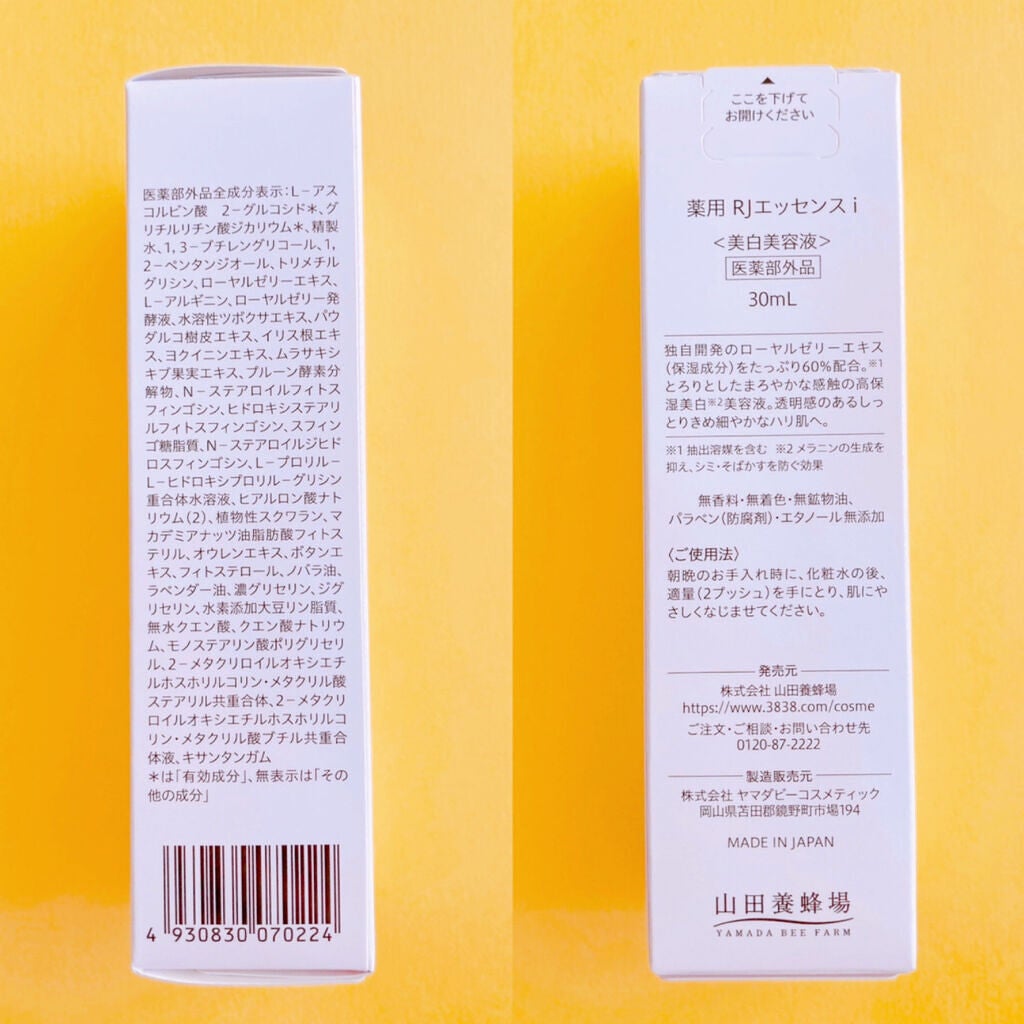 医薬部外品全成分表示:L-アス
コルビン酸 2-グルコシド*、グ
リチルリチン酸ジカリウム*、精製
水、1,3-ブチレングリコール、1,
2-ペンタンジオール、トリメチル
グリシン、ローヤルゼリーエキス、
L-アルギニン、ローヤルゼリー発
酵液、水溶性ツボクサエキス、パウ
ダルコ樹皮エキス、イリス根エキ
ス、ヨクイニンエキス、ムラサキシ
キブ果実エキス、プルーン酵素分
解物、N-ステアロイルフィトス
フィンゴシン、ヒドロキシステアリ
ルフィトスフィンゴシン、スフィン
ゴ糖脂質、N-ステアロイルジヒド
ロスフィンゴシン、L-プロリル-
L-ヒドロキシプロリル-グリシン
重合体水溶液、ヒアルロン酸ナト
リウム(2)、植物性スクワラン、マ
カデミアナッツ油脂肪酸フィトス
テリル、オウレンエキス、ボタンエ
キス、フィトステロール、ノバラ油、
ラベンダー油、濃グリセリン、ジグ
リセリン、水素添加大豆リン脂質、
無水クエン酸、クエン酸ナトリウ
ム、モノステアリン酸ポリグリセリ
ル、2-メタクリロイルオキシエチ
ルホスホリルコリン・メタクリル酸
ステアリル共重合体、2-メタクリ
ロイルオキシエチルホスホリルコ
リン・メタクリル酸ブチル共重合
体液、キサンタンガム
*は「有効成分」、無表示は「その
他の成分」
4 930830 070224
ここを下げて
お開けください
薬用 RJエッセンス i
<美白美容液>
医薬部外品
30mL
独自開発のローヤルゼリーエキス
(保湿成分)をたっぷり60%配合。※1
とろりとしたまろやかな感触の高保
湿美白※2美容液。透明感のあるしっ
とりきめ細やかなハリ肌へ。
※1 抽出溶媒を含む ※2 メラニンの生成を
抑え、シミ・そばかすを防ぐ効果
無香料・無着色・無鉱物油、
パラベン(防腐剤)・エタノール無添加
〈ご使用法〉
朝晩のお手入れ時に、化粧水の後、
適量(2プッシュ)を手にとり、肌にや
さしくなじませてください。
発売元
株式会社 山田養蜂場
https://www.3838.com/cosme
ご注文・ご相談・お問い合わせ先
0120-87-2222
製造販売元
株式会社 ヤマダビーコスメティック
岡山県苫田郡鏡野町市場194
MADE IN JAPAN
山田養蜂場
YAMADA BEE FARM